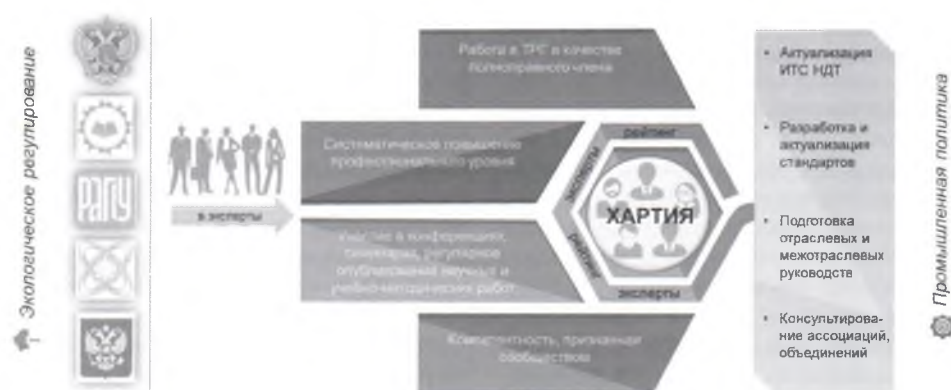 Экологическое регулирование
РАГУ
в эксперты
Работа в ТРГ в качестве
полноправного члена
Систематическое повышение
профессионального уровня
Участие в конференциях,
семинарах, регулярное
опубликование научных и
учебно-методических работ
Компетентность, признанная
сообществом
рейтинг
эксперты
ХАРТИЯ
рейтинг
эксперты
• Актуализация
ИТС НДТ
• Разработка и
актуализация
стандартов
• Подготовка
отраслевых и
межотраслевых
руководств
• Консультирова-
ние ассоциаций,
объединений
Промышленная политика